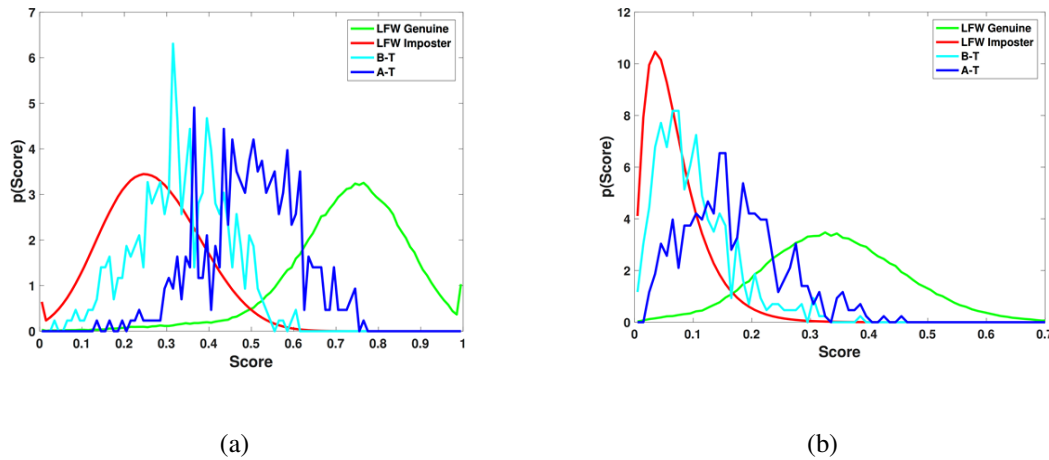 7
6
5
4
3
2
1
0
p(Score)
0 0.1 0.2 0.3 0.4 0.5 0.6 0.7 0.8 0.9 1
Score
LFW Genuine
LFW Imposter
B-T
A-T
(a)
12
10
8
6
4
2
0
p(Score)
0 0.1 0.2 0.3 0.4 0.5 0.6 0.7
Score
LFW Genuine
LFW Imposter
B-T
A-T
(b)